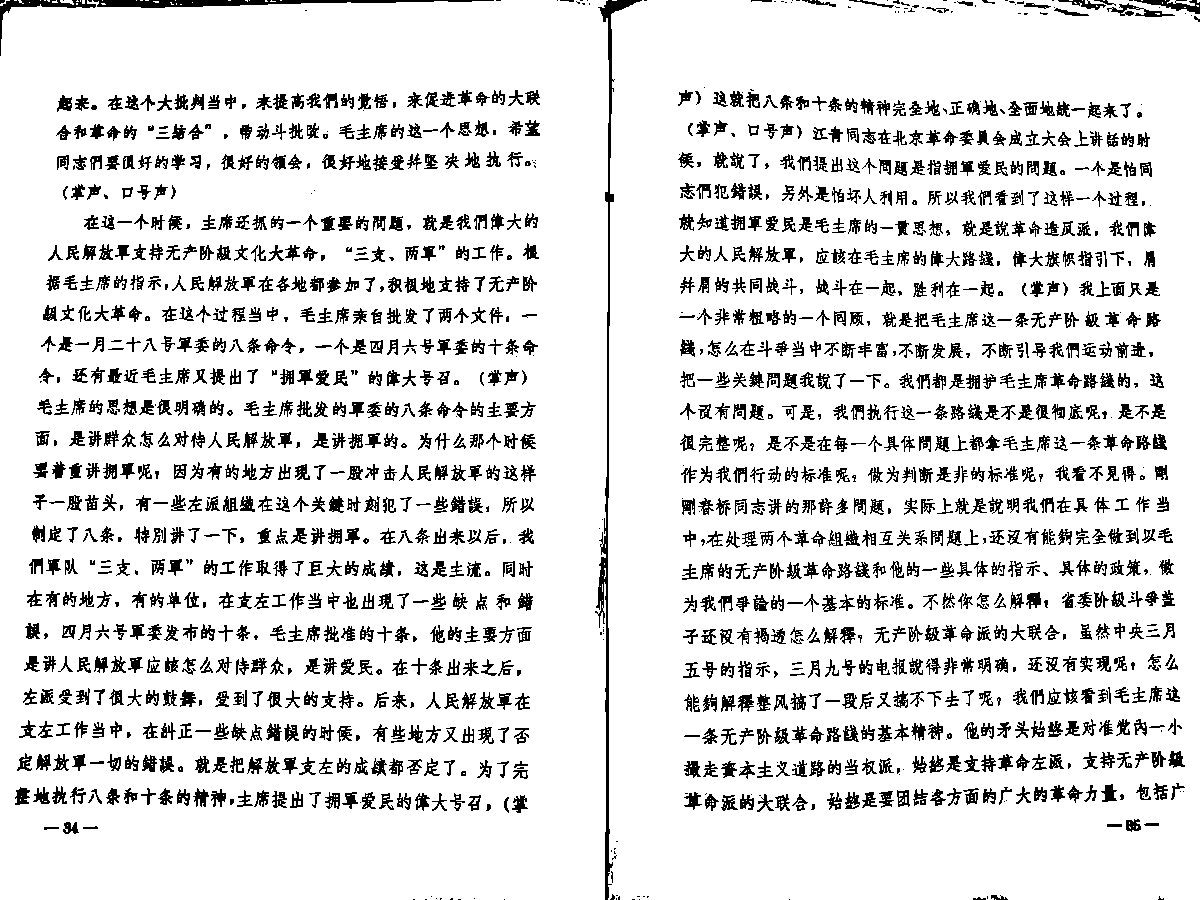 起来。在这个大批判当中，来提高我們的觉悟，来促进革命的大联
合和革命的“三結合”，带动斗批改。毛主席的这一个思想，希望
同志們要很好的学习，很好的領会，很好地接受并坚决地执行。
（掌声、口号声）
在这一个时候，主席还抓的一个重要的問題，就是我們偉大的
人民解放軍支持无产阶級文化大革命，“三支、两軍”的工作。根
据毛主席的指示，人民解放軍在各地都参加了，积极地支持了无产阶
級文化大革命。在这个过程当中，毛主席亲自批发了两个文件，一
个是一月二十八号軍委的八条命令，一个是四月六号軍委的十条命
令，还有最近毛主席又提出了“拥軍爱民”的偉大号召。（掌声）
毛主席的思想是很明确的。毛主席批发的軍委的八条命令的主要方
面，是讲群众怎么对待人民解放軍，是讲拥軍的。为什么那个时候
要着重讲拥軍呢？因为有的地方出現了一股冲击人民解放軍的这样
子一股苗头，有一些左派組織在这个关鍵时刻犯了一些錯誤，所以
制定了八条，特別讲了一下，重点是讲拥軍。在八条出来以后，我
們軍队“三支、两軍”的工作取得了巨大的成績，这是主流。同时
在有的地方，有的单位，在支左工作当中也出現了一些缺点和錯
誤，四月六号軍委发布的十条，毛主席批准的十条，他的主要方面
是讲人民解放軍应該怎么对待群众，是讲爱民。在十条出来之后，
左派受到了很大的鼓舞，受到了很大的支持。后来，人民解放軍在
支左工作当中，在糾正一些缺点錯誤的时候，有些地方又出現了否
定解放軍一切的錯誤。就是把解放軍支左的成績都否定了。为了完
整地执行八条和十条的精神，主席提出了拥軍爱民的偉大号召，（掌
—34—
声）这就把八条和十条的精神完全地、正确地、全面地統一起来了。
（掌声、口号声）江青同志在北京革命委員会成立大会上讲話的时
候，就說了，我們提出这个問題是指拥軍爱民的問題。一个是怕同
志們犯錯誤，另外是怕坏人利用。所以我們看到了这样一个过程，
就知道拥軍爱民是毛主席的一貫思想，就是說革命造反派，我們偉
大的人民解放軍，应該在毛主席的偉大路綫，偉大旗帜指引下，肩
并肩的共同战斗，战斗在一起，胜利在一起。（掌声）我上面只是
一个非常粗略的一个回顾，就是把毛主席这一条无产阶級革命路
綫，怎么在斗争当中不断丰富，不断发展，不断引导我們运动前进，
把一些关鍵問題我說了一下。我們都是拥护毛主席革命路綫的，这
个沒有問題。可是，我們执行这一条路綫是不是很彻底呢？是不是
很完整呢？是不是在每一个具体問題上都拿毛主席这一条革命路綫
作为我們行动的标准呢？做为判断是非的标准呢？我看不見得。剛
剛春桥同志讲的那許多問題，实际上就是說明我們在具体工作当
中，在处理两个革命組織相互关系問題上，还沒有能夠完全做到以毛
主席的无产阶級革命路綫和他的一些具体的指示、具体的政策，做
为我們爭論的一个基本的标准。不然你怎么解釋？省委阶級斗争盖
子还沒有揭透怎么解釋？无产阶級革命派的大联合，虽然中央三月
五号的指示，三月九号的电报說得非常明确，还沒有实現呢？怎么
能夠解釋整风搞了一段后又搞不下去了呢？我們应該看到毛主席这
一条无产阶級革命路綫的基本精神。他的矛头始終是对准党內一小
撮走資本主义道路的当权派，始終是支持革命左派，支持无产阶級
革命派的大联合，始終是要团結各方面的广大的革命力量，包括广
—35—